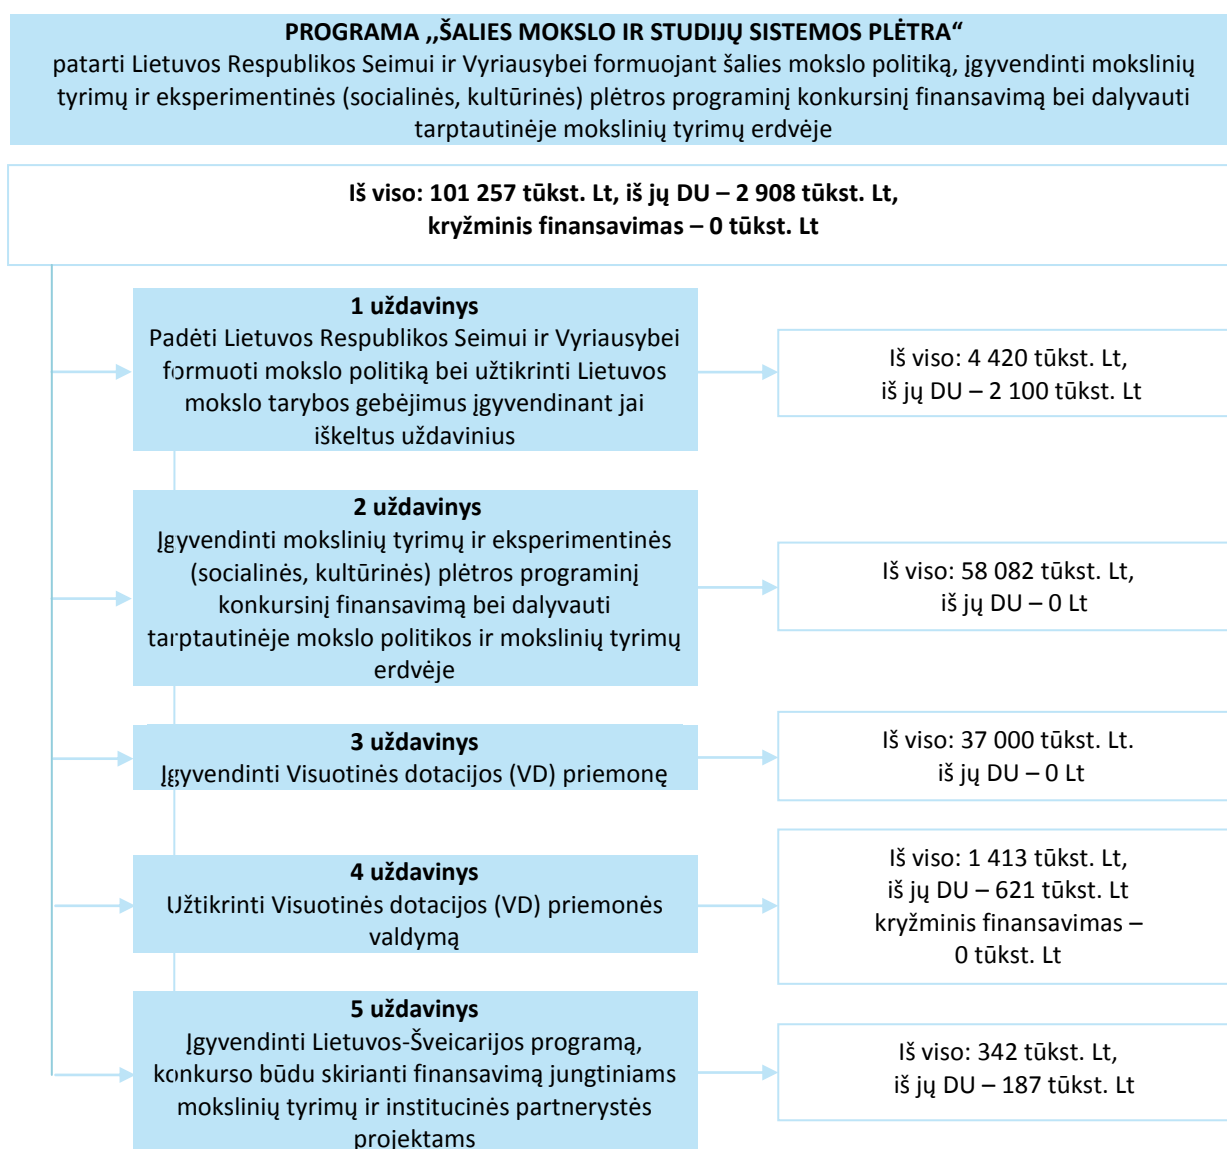 PROGRAMA ,,ŠALIES MOKSLO IR STUDIJŲ SISTEMOS PLĖTRA“
patarti Lietuvos Respublikos Seimui ir Vyriausybei formuojant šalies mokslo politiką, įgyvendinti mokslinių
tyrimų ir eksperimentinės (socialinės, kultūrinės) plėtros programinį konkursinį finansavimą bei dalyvauti
tarptautinėje mokslinių tyrimų erdvėje
Iš viso: 101 257 tūkst. Lt, iš jų DU – 2 908 tūkst. Lt,
kryžminis finansavimas – 0 tūkst. Lt
1 uždavinys
Padėti Lietuvos Respublikos Seimui ir Vyriausybei
formuoti mokslo politiką bei užtikrinti Lietuvos
mokslo tarybos gebėjimus įgyvendinant jai
iškeltus uždavinius
Iš viso: 4 420 tūkst. Lt,
iš jų DU – 2 100 tūkst. Lt
2 uždavinys
Įgyvendinti mokslinių tyrimų ir eksperimentinės
(socialinės, kultūrinės) plėtros programinį
konkursinį finansavimą bei dalyvauti
tarptautinėje mokslo politikos ir mokslinių tyrimų
erdvėje
Iš viso: 58 082 tūkst. Lt,
iš jų DU – 0 Lt
3 uždavinys
Įgyvendinti Visuotinės dotacijos (VD) priemonę
Iš viso: 37 000 tūkst. Lt.
iš jų DU – 0 Lt
4 uždavinys
Užtikrinti Visuotinės dotacijos (VD) priemonės
valdymą
Iš viso: 1 413 tūkst. Lt,
iš jų DU – 621 tūkst. Lt
kryžminis finansavimas –
0 tūkst. Lt
5 uždavinys
Įgyvendinti Lietuvos-Šveicarijos programą,
konkurso būdu skirianti finansavimą jungtiniams
mokslinių tyrimų ir institucinės partnerystės
projektams
Iš viso: 342 tūkst. Lt,
iš jų DU – 187 tūkst. Lt